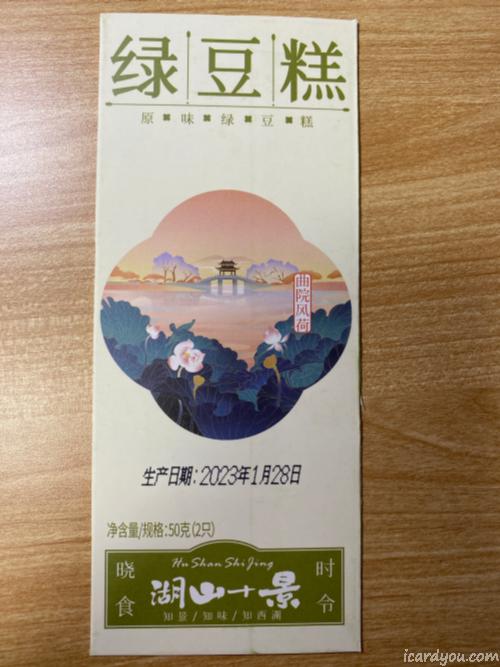 绿豆糕
原味绿豆糕
曲院风荷
生产日期:2023年1月28日
净含量/规格:50克(2只)
Hu Shan Shi Jing
晓食
湖山十景
时令
知景/知味/知西湖
icardyou.com